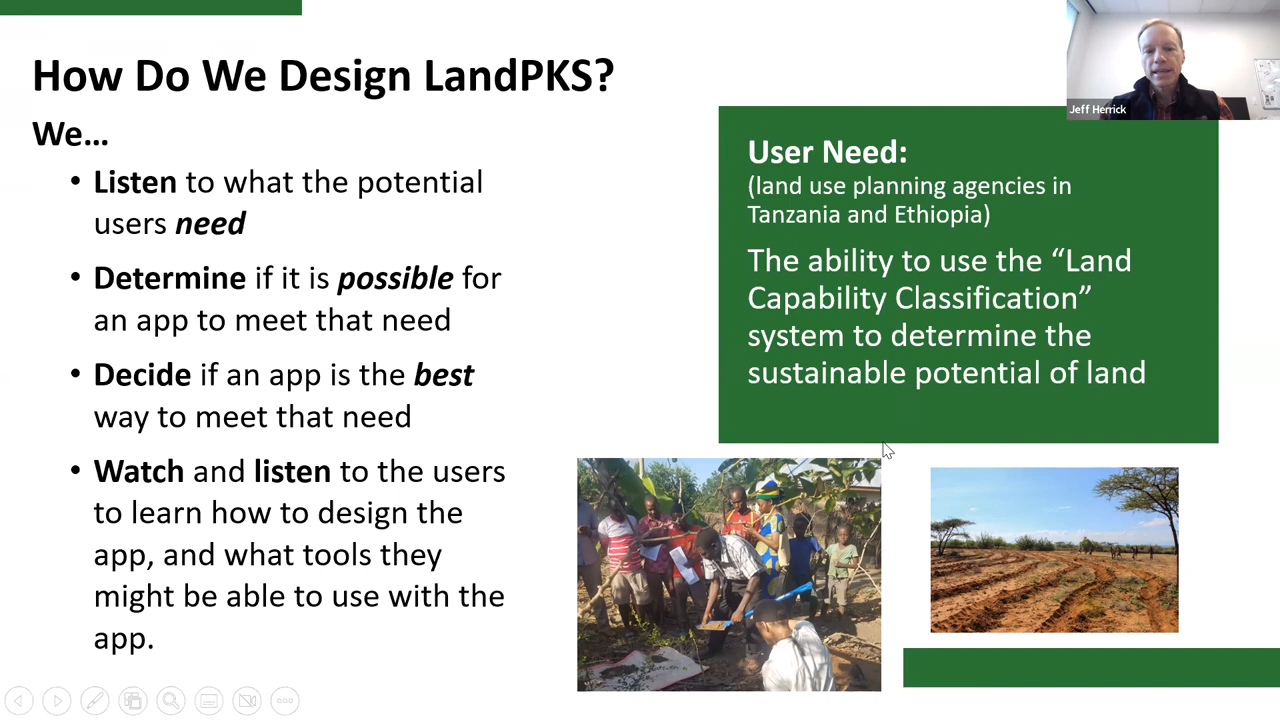 How Do We Design LandPKS?
We...
• Listen to what the potential
users need
• Determine if it is possible for
an app to meet that need
• Decide if an app is the best
way to meet that need
• Watch and listen to the users
to learn how to design the
app, and what tools they
might be able to use with the
app.
Jeff Herrick
User Need:
(land use planning agencies in
Tanzania and Ethiopia)
The ability to use the “Land
Capability Classification”
system to determine the
sustainable potential of land